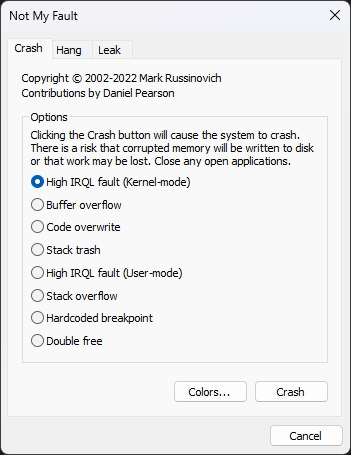 Not My Fault
Crash Hang Leak
Copyright © 2002-2022 Mark Russinovich
Contributions by Daniel Pearson
Options
Clicking the Crash button will cause the system to crash.
There is a risk that corrupted memory will be written to disk
or that work may be lost. Close any open applications.
High IRQL fault (Kernel-mode)
Buffer overflow
Code overwrite
Stack trash
High IRQL fault (User-mode)
Stack overflow
Hardcoded breakpoint
Double free
Colors... Crash
Cancel